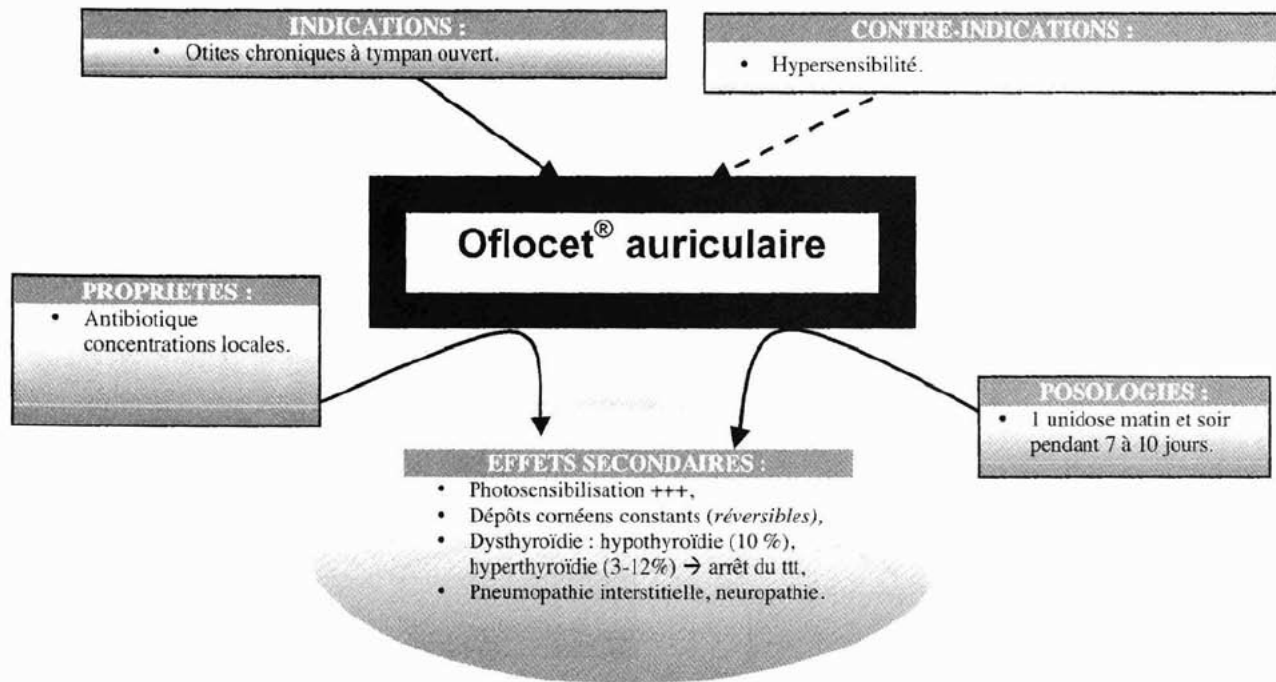 INDICATIONS :
• Otites chroniques à tympan ouvert.
CONTRE-INDICATIONS :
• Hypersensibilité.
Oflocet® auriculaire
PROPRIETES :
• Antibiotique
concentrations locales.
POSOLOGIES :
• 1 unidose matin et soir
pendant 7 à 10 jours.
EFFETS SECONDAIRES :
• Photosensibilisation +++,
• Dépôts cornéens constants (réversibles),
• Dysthyroïdie : hypothyroïdie (10 %),
hyperthyroïdie (3-12%) → arrêt du ttt,
• Pneumopathie interstitielle, neuropathie.